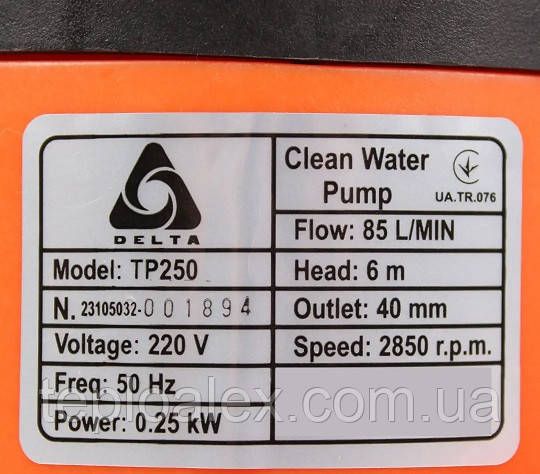 DELTA
Clean Water
Pump
UA.TR.076
Flow: 85 L/MIN
Model: TP250
Head: 6 m
N. 23105032-001894
Outlet: 40 mm
Voltage: 220 V
Speed: 2850 r.p.m.
Freq: 50 Hz
Power: 0.25 kW
tepidalex.com.ua